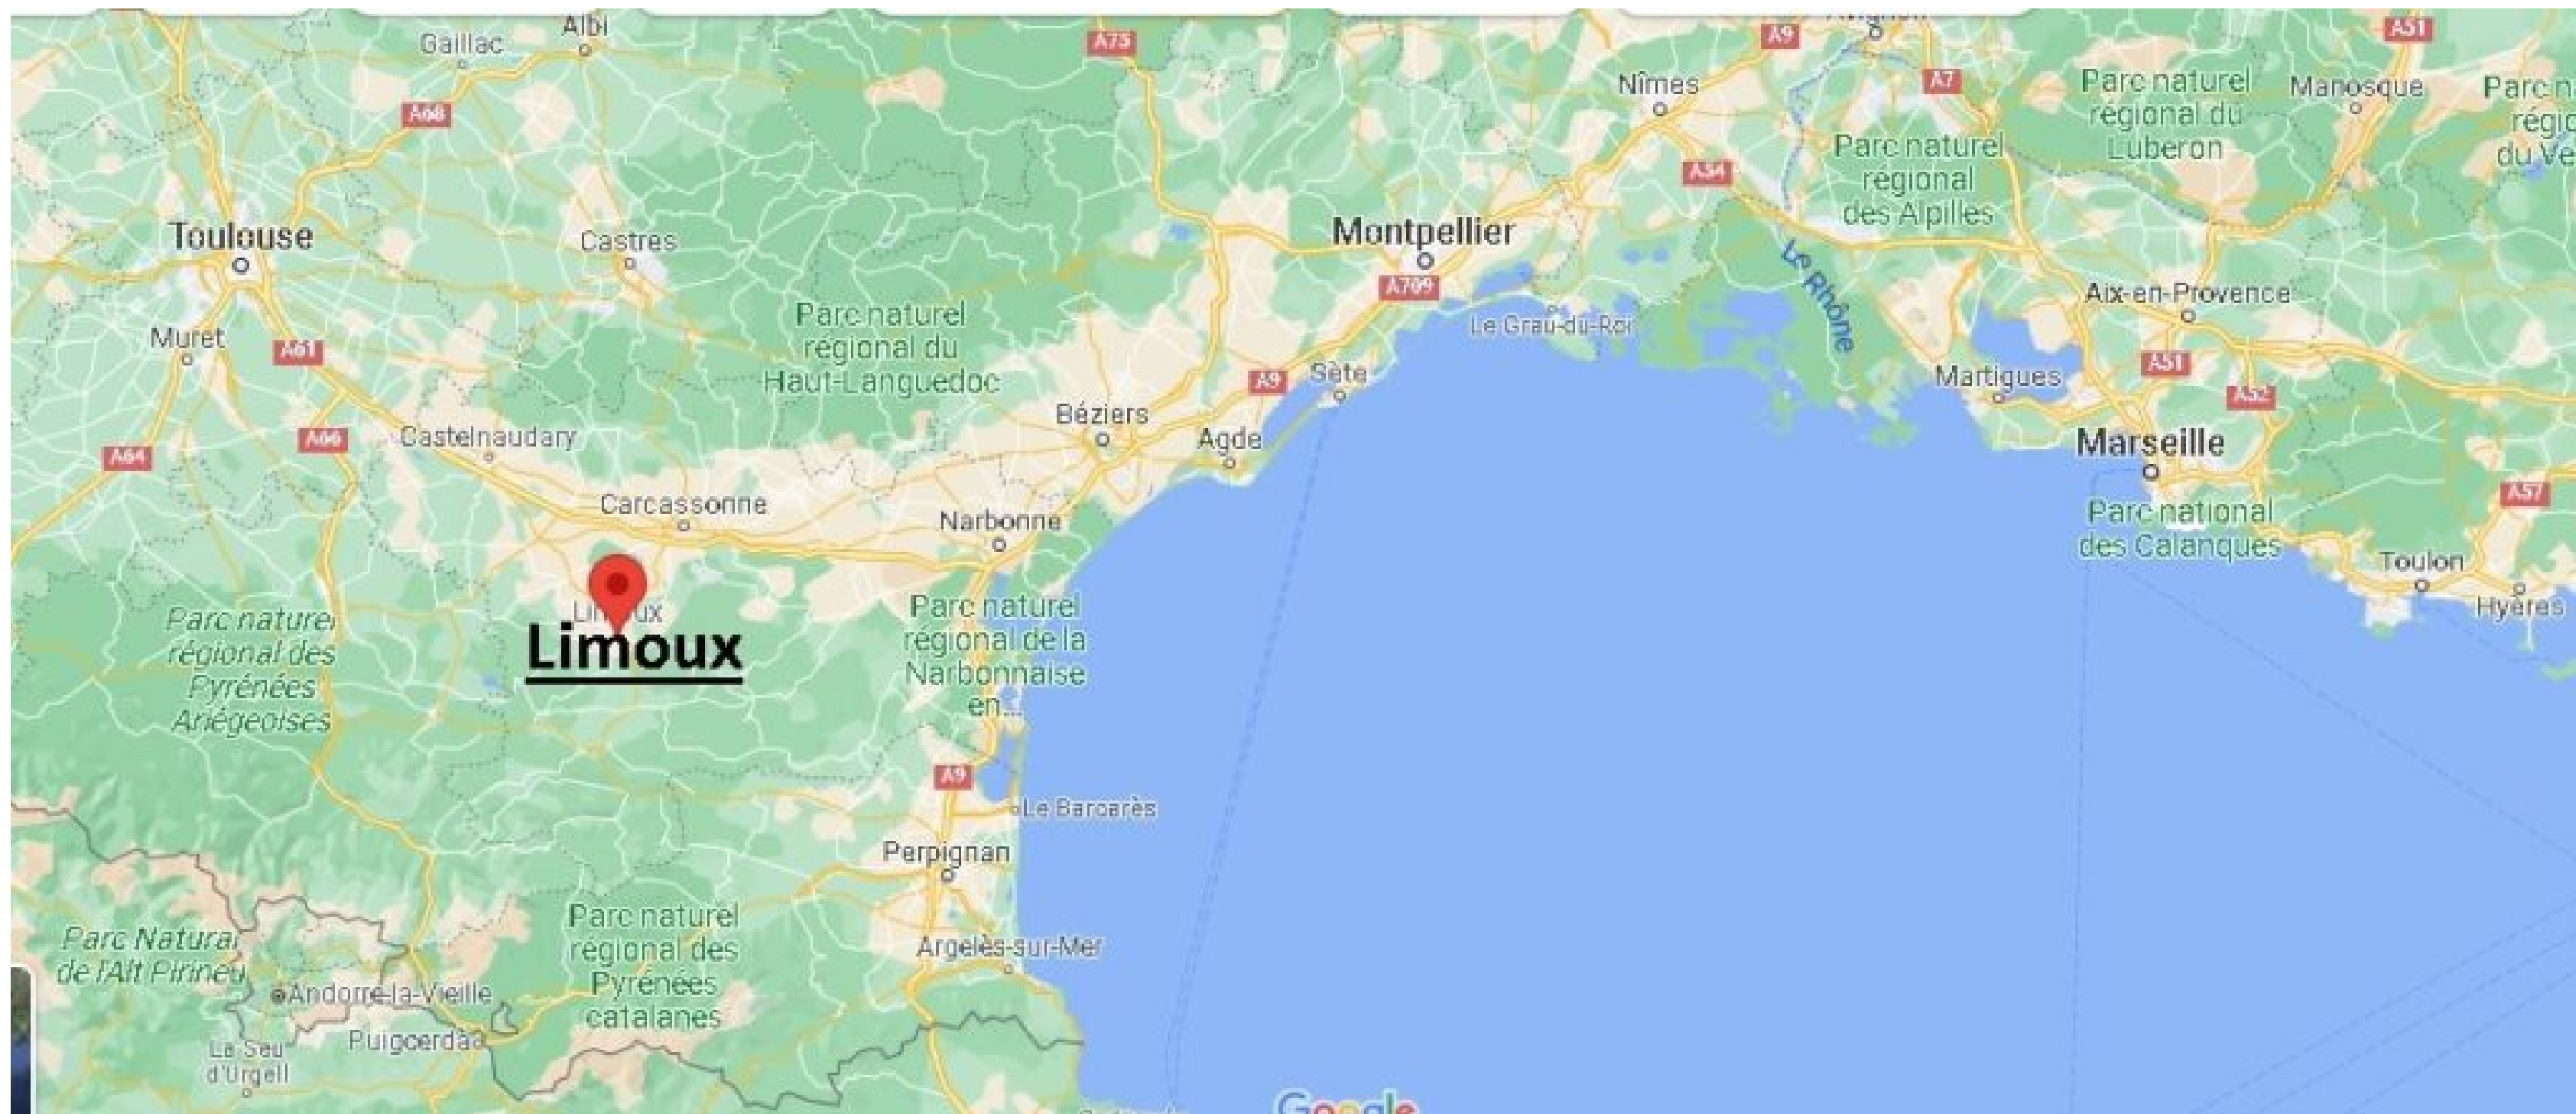 Albi
Gaillac
A75
A9
A51
Nîmes
A7
Parc naturel
régional du
Luberon
Manosque
A68
Parc naturel
régional
des Alpilles
A54
Toulouse
Castres
Montpellier
A709
Le Rhône
Aix-en-Provence
Parc naturel
régional du
Haut-Languedoc
Le Grau-du-Roi
Muret
A61
A9
Sète
Martigues
A51
A52
Béziers
Agde
Castelnaudary
A66
A64
Marseille
Carcassonne
Narbonne
A57
Parc national
des Calanques
Toulon
Hyères
Limoux
Parc naturel
régional des
Pyrénées
Ariégeoises
Parc naturel
régional de la
Narbonnaise
en...
A9
Le Barcarès
Perpignan
Parc naturel
régional des
Pyrénées
catalanes
Argelès-sur-Mer
Parc Natural
de l'Alt Pirineu
Andorre-la-Vieille
Puigcerdà
La Seu
d'Urgell
Google